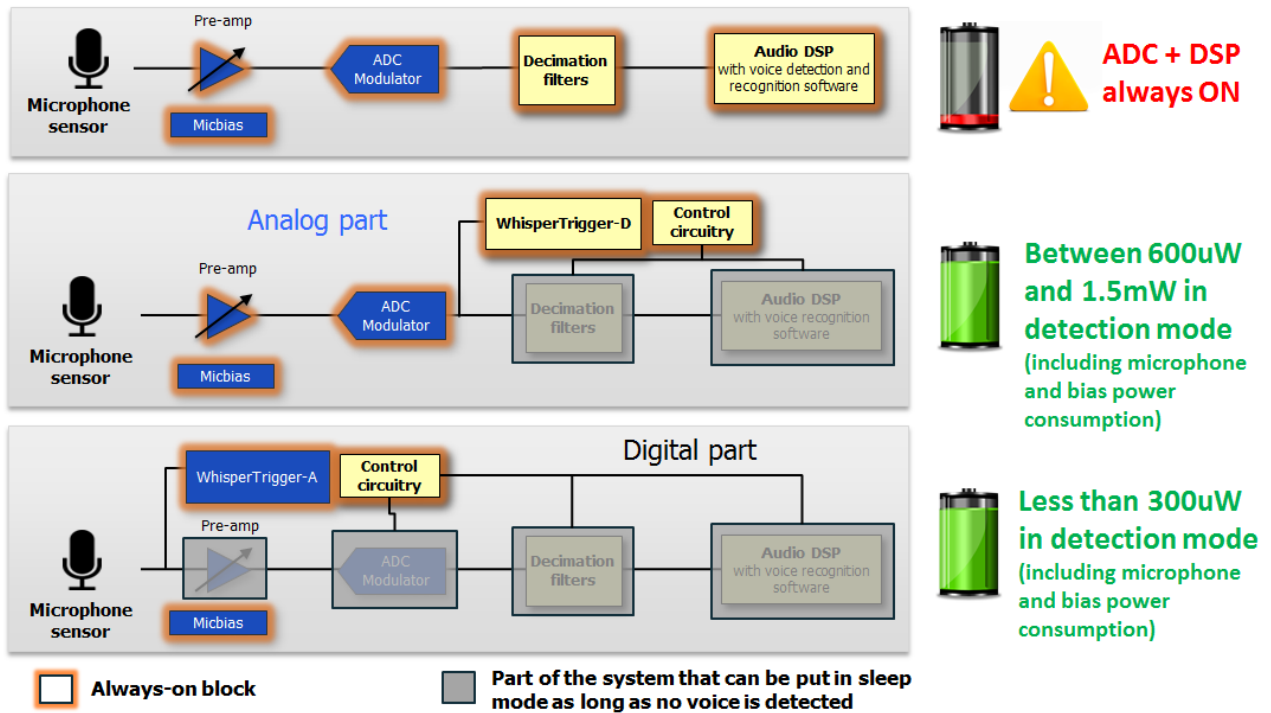 Pre-amp
Microphone
sensor
Micbias
ADC
Modulator
Decimation
filters
Audio DSP
with voice detection and
recognition software
ADC + DSP
always ON
Analog part
Pre-amp
Microphone
sensor
Micbias
ADC
Modulator
WhisperTrigger-D
Control
circuitry
Decimation
filters
Audio DSP
with voice recognition
software
Between 600uW
and 1.5mW in
detection mode
(including microphone
and bias power
consumption)
Digital part
WhisperTrigger-A
Control
circuitry
Pre-amp
Microphone
sensor
Micbias
ADC
Modulator
Decimation
filters
Audio DSP
with voice recognition
software
Less than 300uW
in detection mode
(including microphone
and bias power
consumption)
Always-on block
Part of the system that can be put in sleep
mode as long as no voice is detected